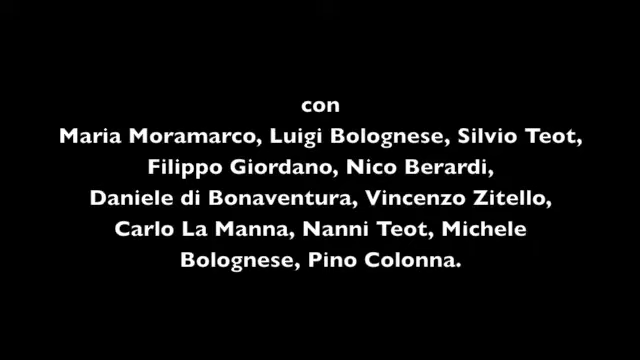 con
Maria Moramarco, Luigi Bolognese, Silvio Teot,
Filippo Giordano, Nico Berardi,
Daniele di Bonaventura, Vincenzo Zitello,
Carlo La Manna, Nanni Teot, Michele
Bolognese, Pino Colonna.